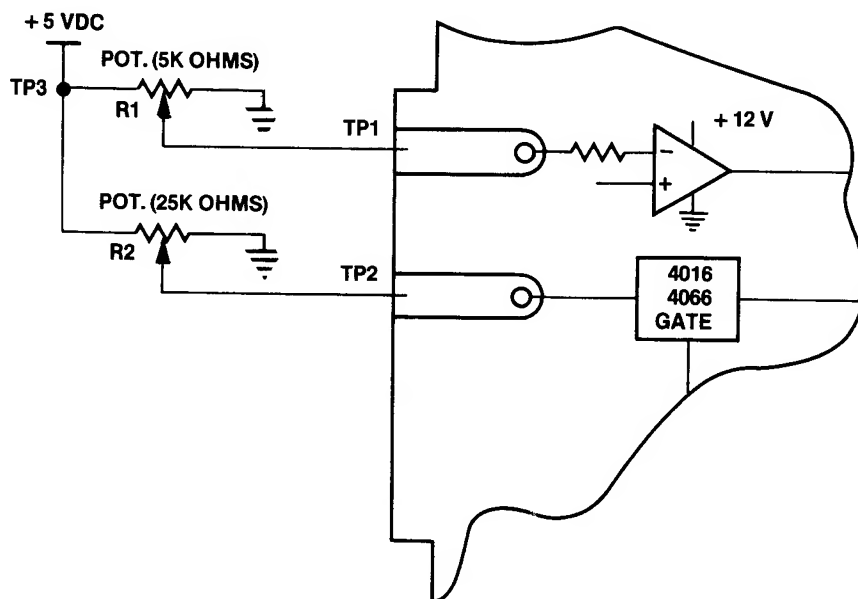 +5 VDC
POT. (5K OHMS)
TP3
R1
TP1
+12 V
−
+
POT. (25K OHMS)
R2
TP2
4016
4066
GATE